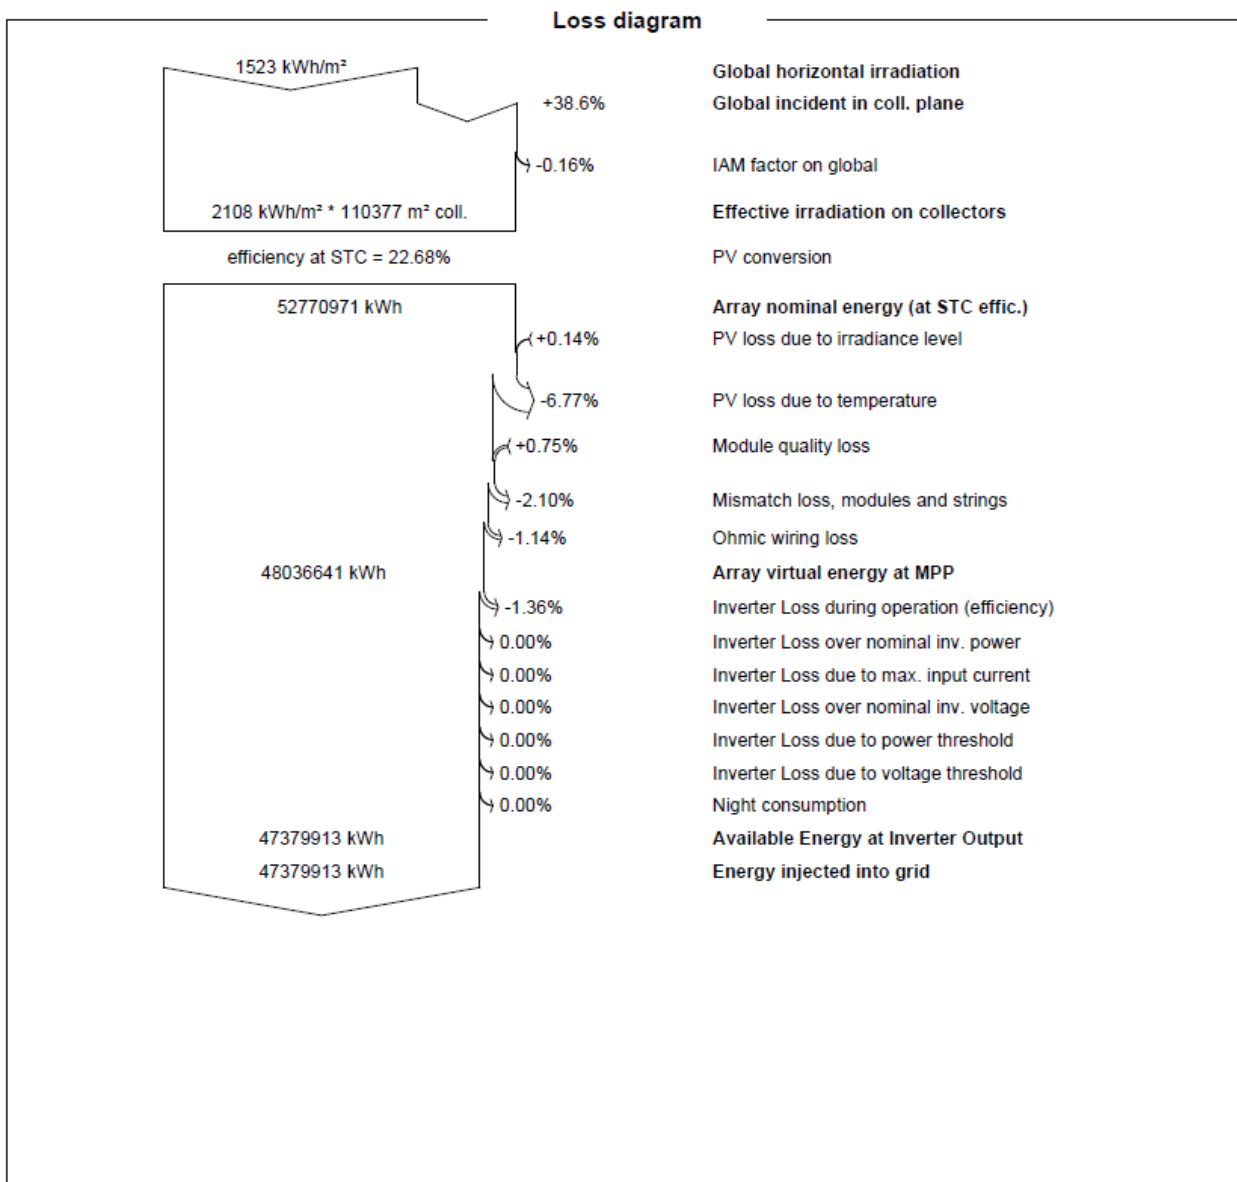 Loss diagram
1523 kWh/m² Global horizontal irradiation
+38.6% Global incident in coll. plane
-0.16% IAM factor on global
2108 kWh/m² * 110377 m² coll. Effective irradiation on collectors
efficiency at STC = 22.68% PV conversion
52770971 kWh Array nominal energy (at STC effic.)
+0.14% PV loss due to irradiance level
-6.77% PV loss due to temperature
+0.75% Module quality loss
-2.10% Mismatch loss, modules and strings
-1.14% Ohmic wiring loss
48036641 kWh Array virtual energy at MPP
-1.36% Inverter Loss during operation (efficiency)
0.00% Inverter Loss over nominal inv. power
0.00% Inverter Loss due to max. input current
0.00% Inverter Loss over nominal inv. voltage
0.00% Inverter Loss due to power threshold
0.00% Inverter Loss due to voltage threshold
0.00% Night consumption
47379913 kWh Available Energy at Inverter Output
47379913 kWh Energy injected into grid